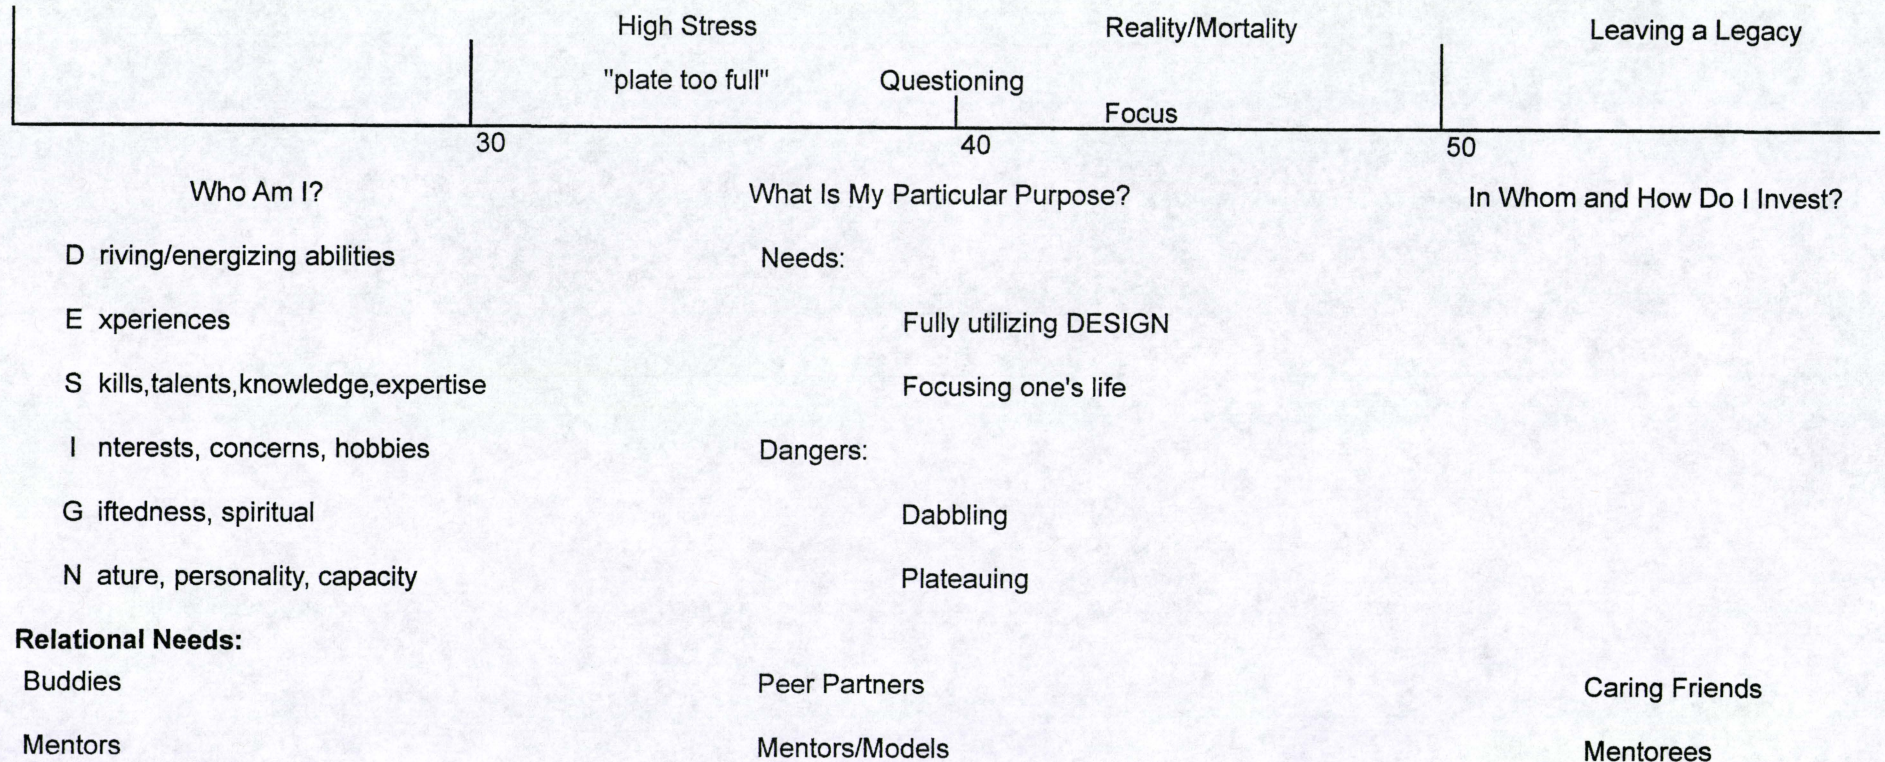 High Stress
Reality/Mortality
Leaving a Legacy
"plate too full"
Questioning
Focus
30
40
50
Who Am I?
What Is My Particular Purpose?
In Whom and How Do I Invest?
D riving/energizing abilities
Needs:
E xperiences
Fully utilizing DESIGN
S kills,talents,knowledge,expertise
Focusing one's life
I nterests, concerns, hobbies
Dangers:
G iftedness, spiritual
Dabbling
N ature, personality, capacity
Plateauing
Relational Needs:
Buddies
Peer Partners
Caring Friends
Mentors
Mentors/Models
Mentorees